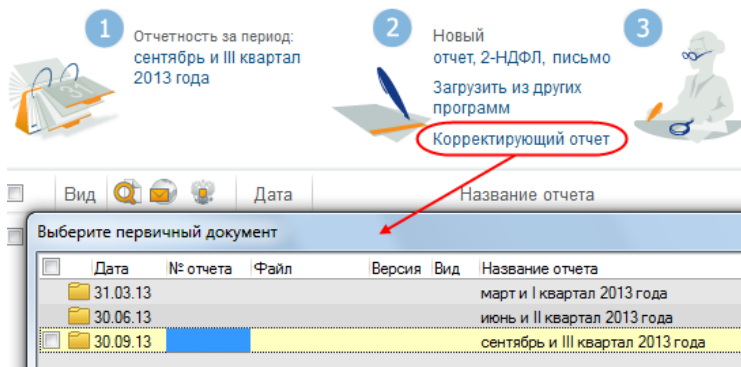 1
Отчетность за период:
сентябрь и III квартал
2013 года
31
2
Новый
отчет, 2-НДФЛ, письмо
Загрузить из других
программ
Корректирующий отчет
3
Вид Дата Название отчета
Выберите первичный документ
Дата № отчета Файл Версия Вид Название отчета
31.03.13 март и I квартал 2013 года
30.06.13 июнь и II квартал 2013 года
30.09.13 сентябрь и III квартал 2013 года